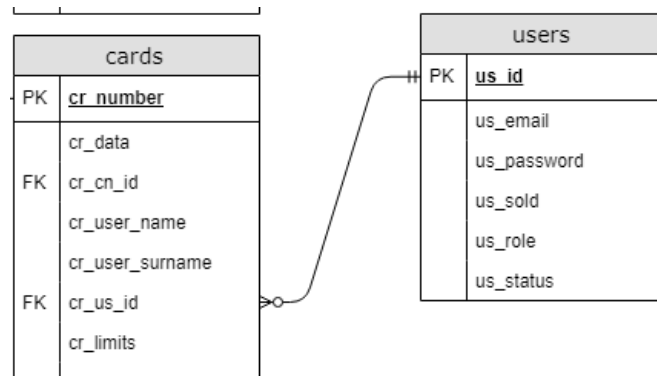 cards
PK cr_number
cr_data
FK cr_cn_id
cr_user_name
cr_user_surname
FK cr_us_id
cr_limits
users
PK us_id
us_email
us_password
us_sold
us_role
us_status